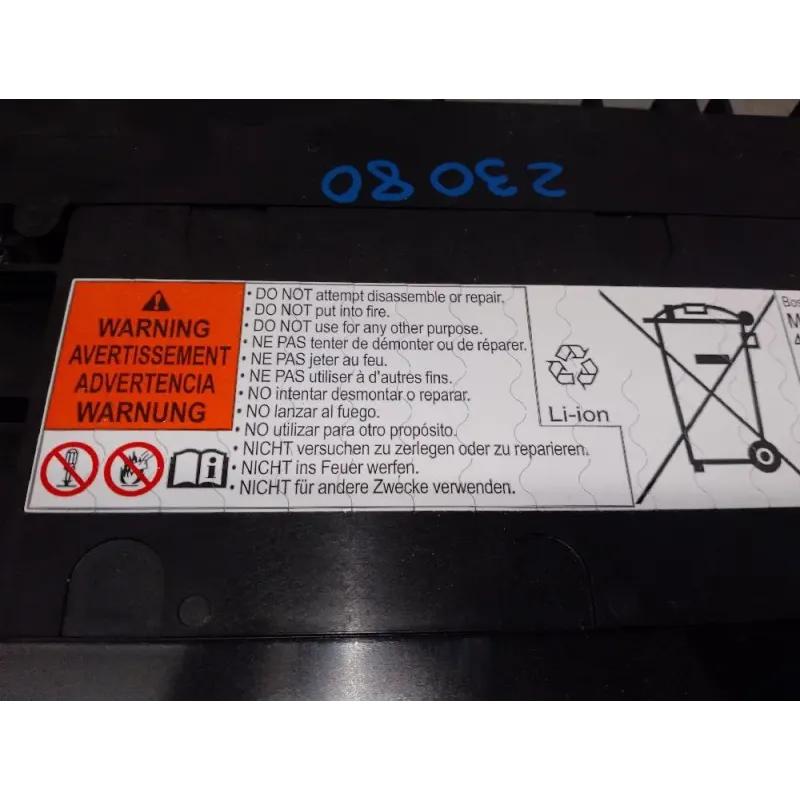 23080
WARNING
AVERTISSEMENT
ADVERTENCIA
WARNUNG
• DO NOT attempt disassemble or repair.
• DO NOT put into fire.
• DO NOT use for any other purpose.
• NE PAS tenter de démonter ou de réparer.
• NE PAS jeter au feu.
• NE PAS utiliser à d'autres fins.
• NO intentar desmontar o reparar.
• NO lanzar al fuego.
• NO utilizar para otro propósito.
• NICHT versuchen zu zerlegen oder zu reparieren.
• NICHT ins Feuer werfen.
• NICHT für andere Zwecke verwenden.
Li-ion